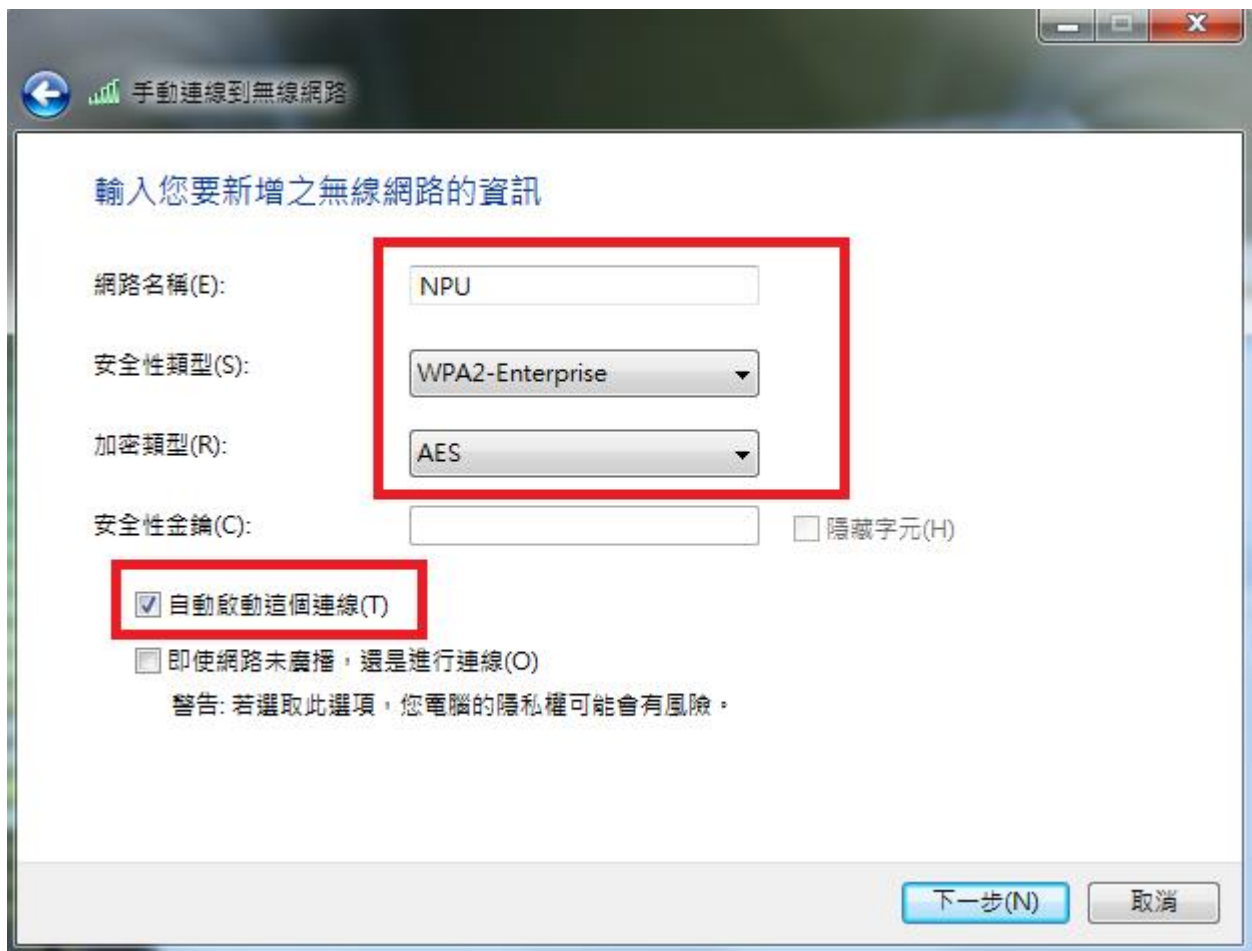 手動連線到無線網路
輸入您要新增之無線網路的資訊
網路名稱(E): NPU
安全性類型(S): WPA2-Enterprise
加密類型(R): AES
安全性金鑰(C): 隱藏字元(H)
自動啟動這個連線(T)
即使網路未廣播，還是進行連線(O)
警告: 若選取此選項，您電腦的隱私權可能會有風險。
下一步(N) 取消